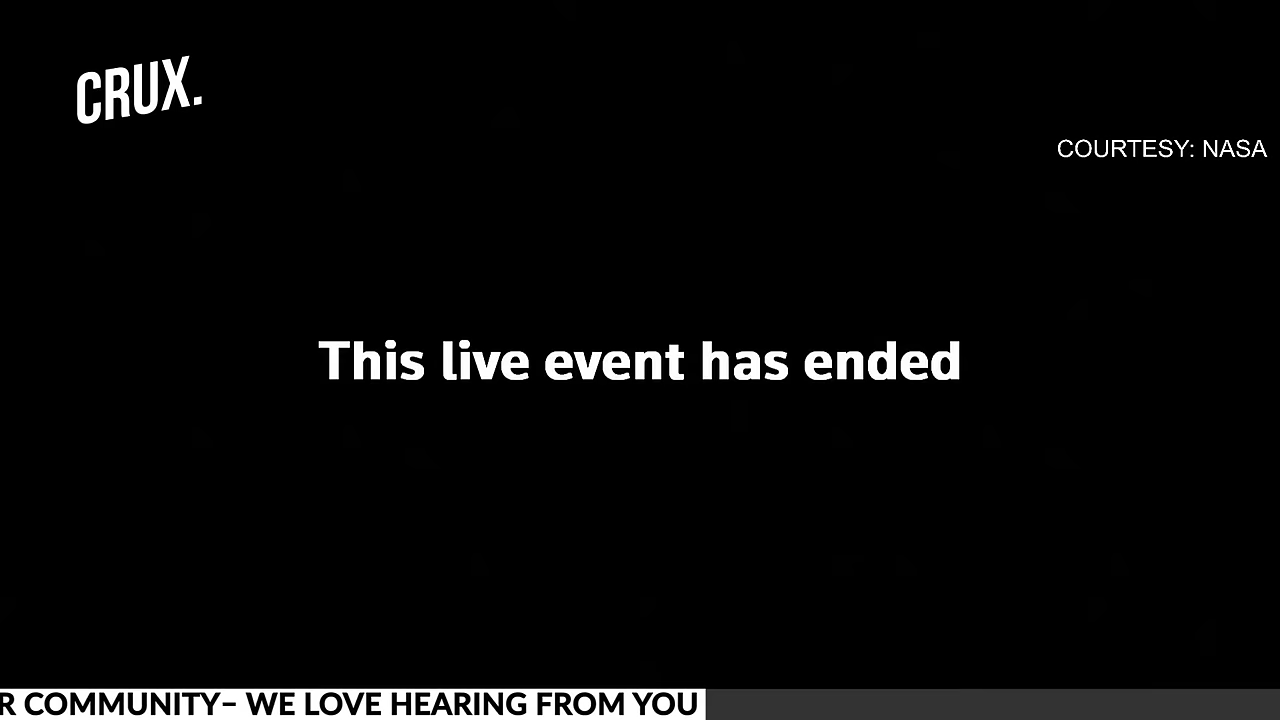 CRUX.
COURTESY: NASA
This live event has ended
R COMMUNITY– WE LOVE HEARING FROM YOU